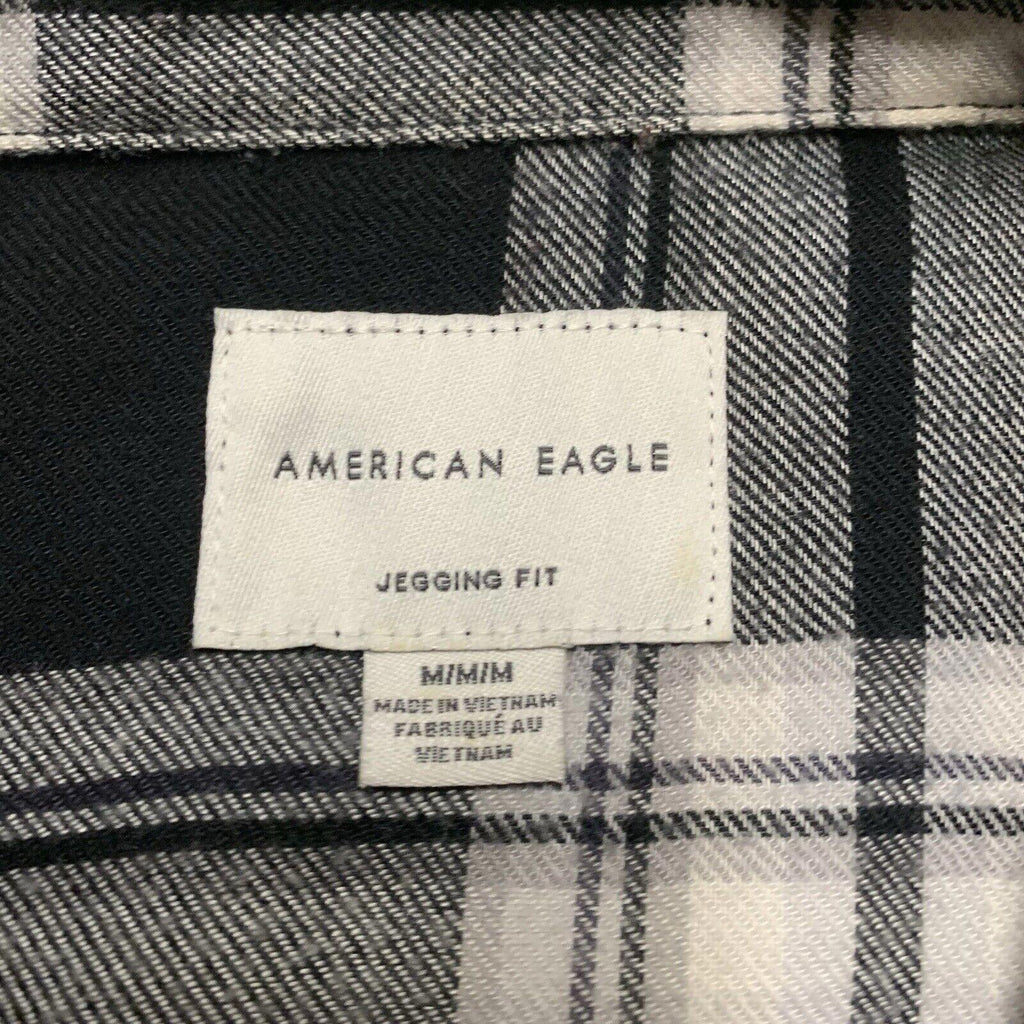 AMERICAN EAGLE
JEGGING FIT
M/M/M
MADE IN VIETNAM
FABRIQUÉ AU
VIETNAM